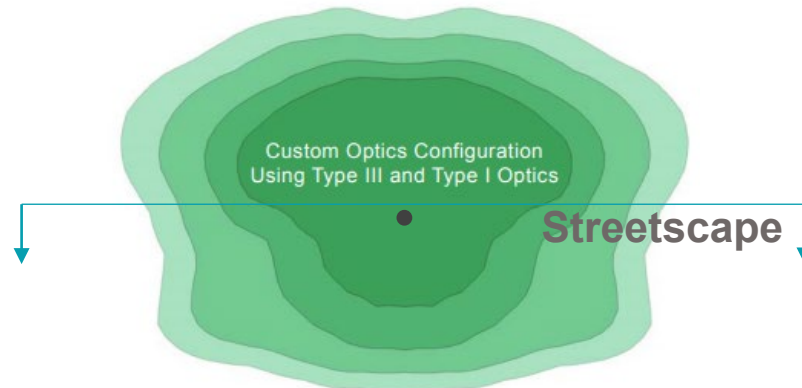 Custom Optics Configuration
Using Type III and Type I Optics
Streetscape